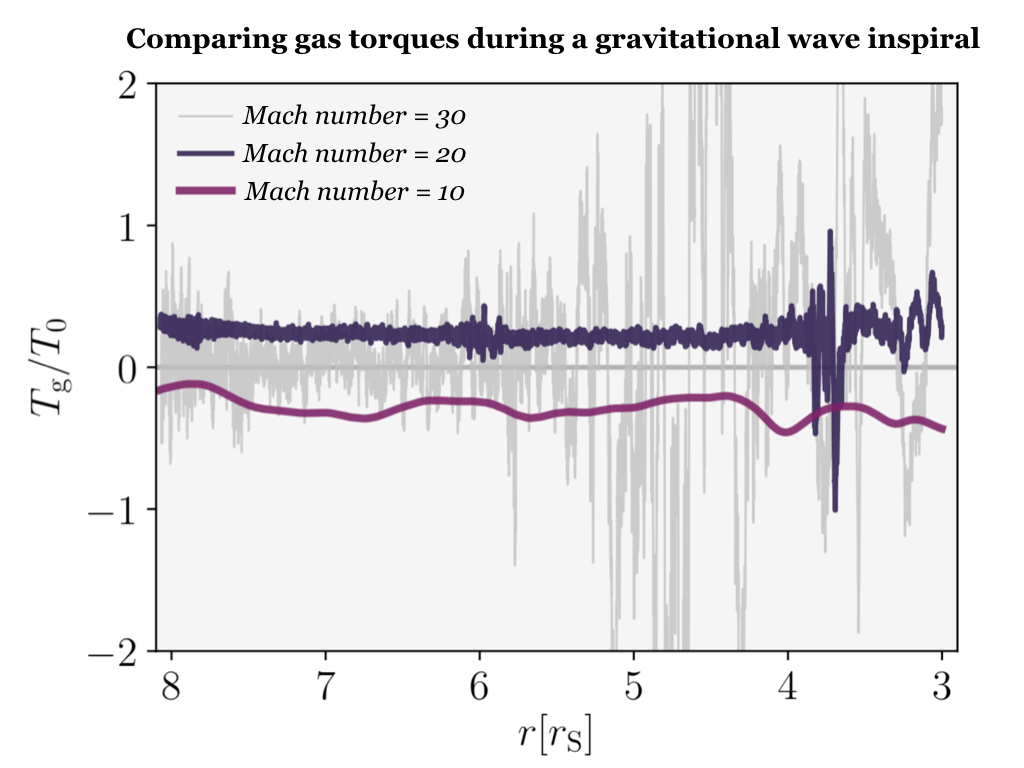 Comparing gas torques during a gravitational wave inspiral
Mach number = 30
Mach number = 20
Mach number = 10
2
1
0
−1
−2
T_g/T_0
8 7 6 5 4 3
r[r_S]